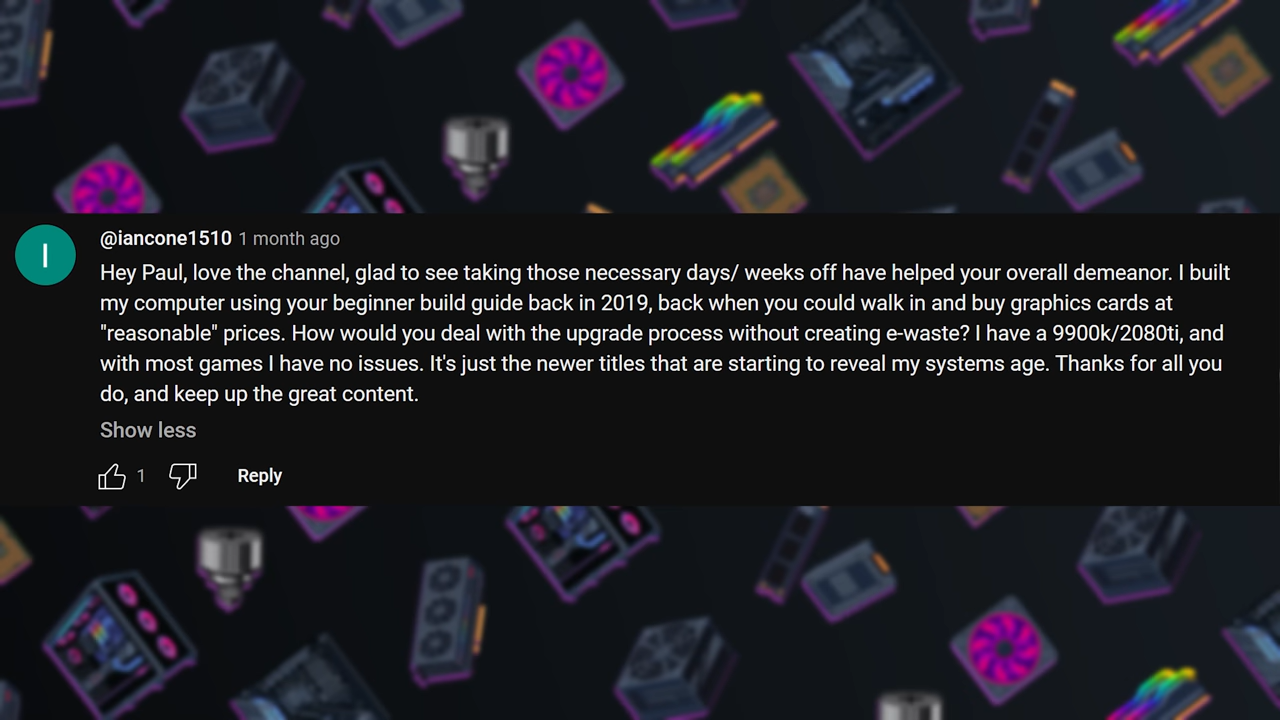 I
@iancone1510 1 month ago
Hey Paul, love the channel, glad to see taking those necessary days/ weeks off have helped your overall demeanor. I built
my computer using your beginner build guide back in 2019, back when you could walk in and buy graphics cards at
"reasonable" prices. How would you deal with the upgrade process without creating e-waste? I have a 9900k/2080ti, and
with most games I have no issues. It's just the newer titles that are starting to reveal my systems age. Thanks for all you
do, and keep up the great content.
Show less
1 Reply